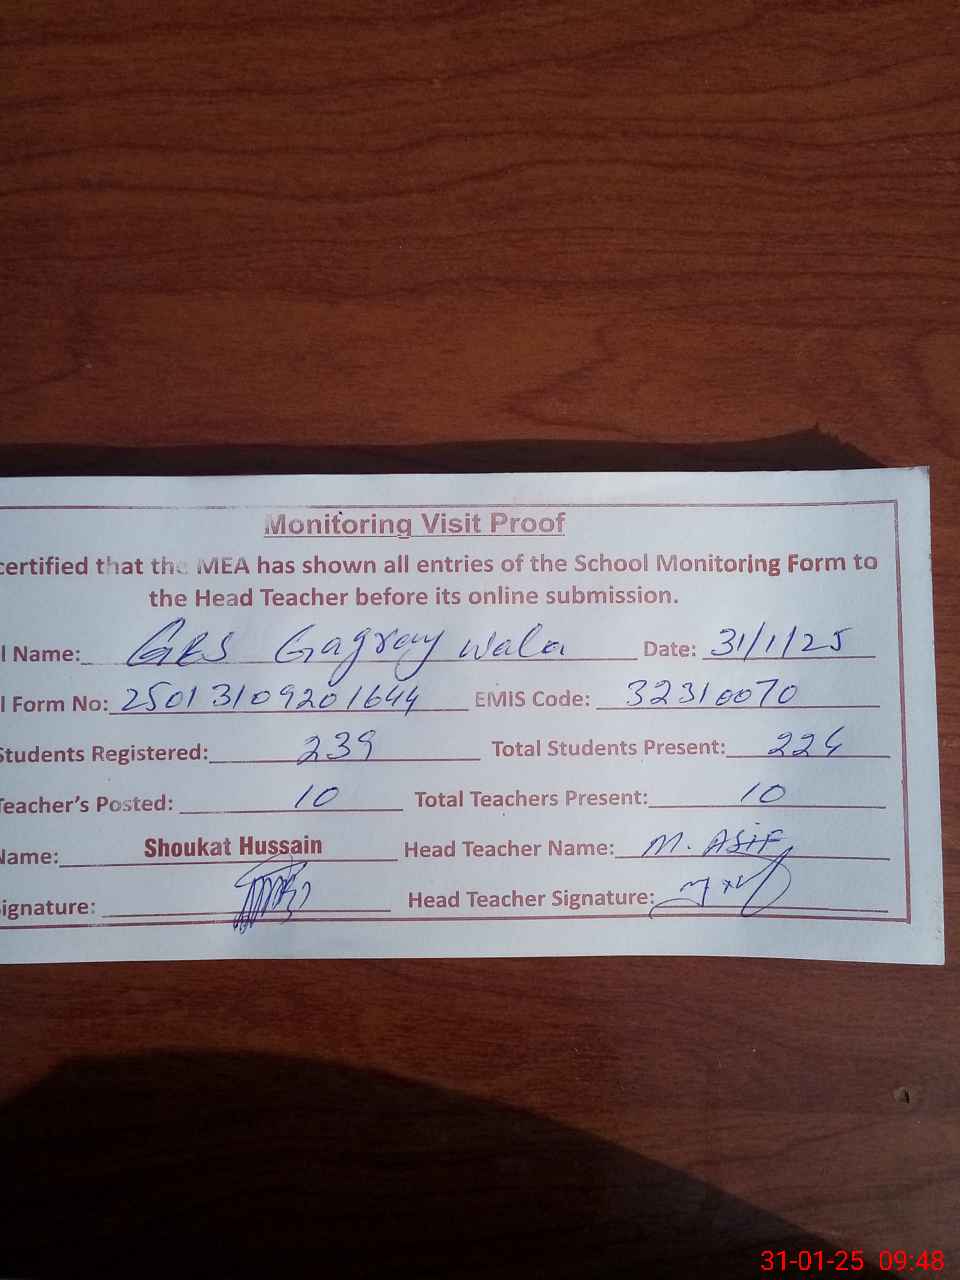 Monitoring Visit Proof
certified that the MEA has shown all entries of the School Monitoring Form to
the Head Teacher before its online submission.
l Name: GES Gagray wala Date: 31/1/25
l Form No: 25013109201644 EMIS Code: 32310070
Students Registered: 239 Total Students Present: 224
Teacher's Posted: 10 Total Teachers Present: 10
Name: Shoukat Hussain Head Teacher Name: M. ASIF
ignature: Head Teacher Signature:
31-01-25 09:48